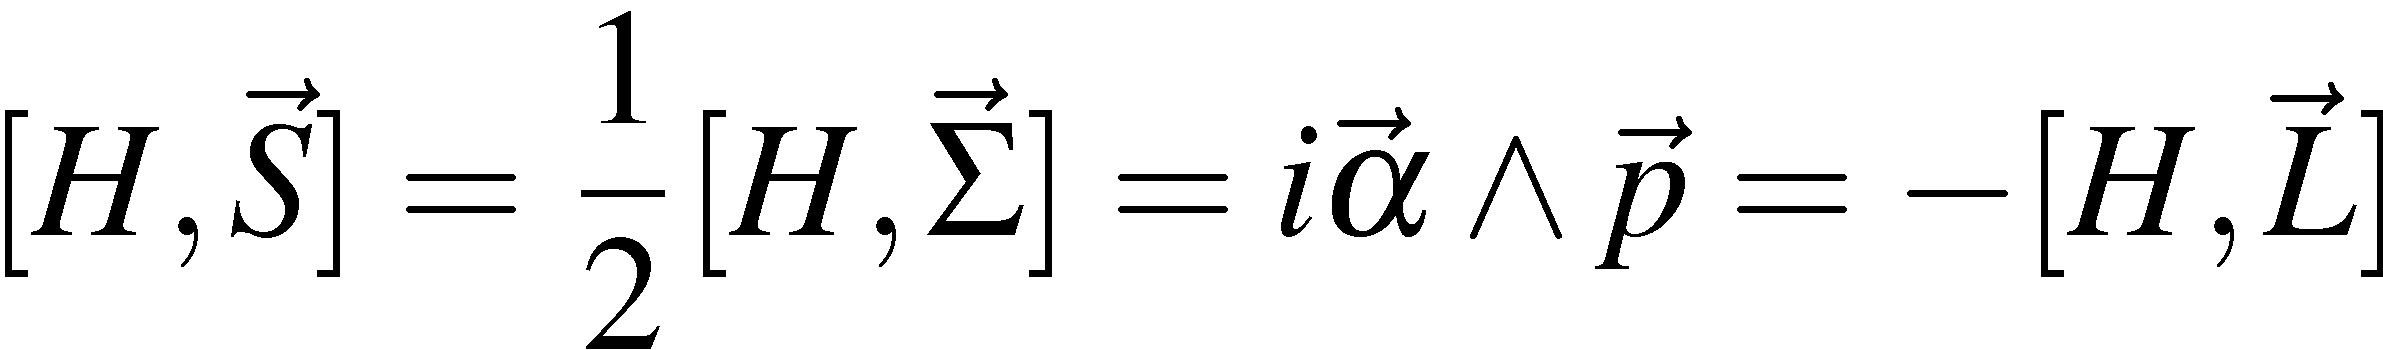 $[H, \vec{S}] = \frac{1}{2}[H, \vec{\Sigma}] = i\vec{\alpha} \wedge \vec{p} = -[H, \vec{L}]$